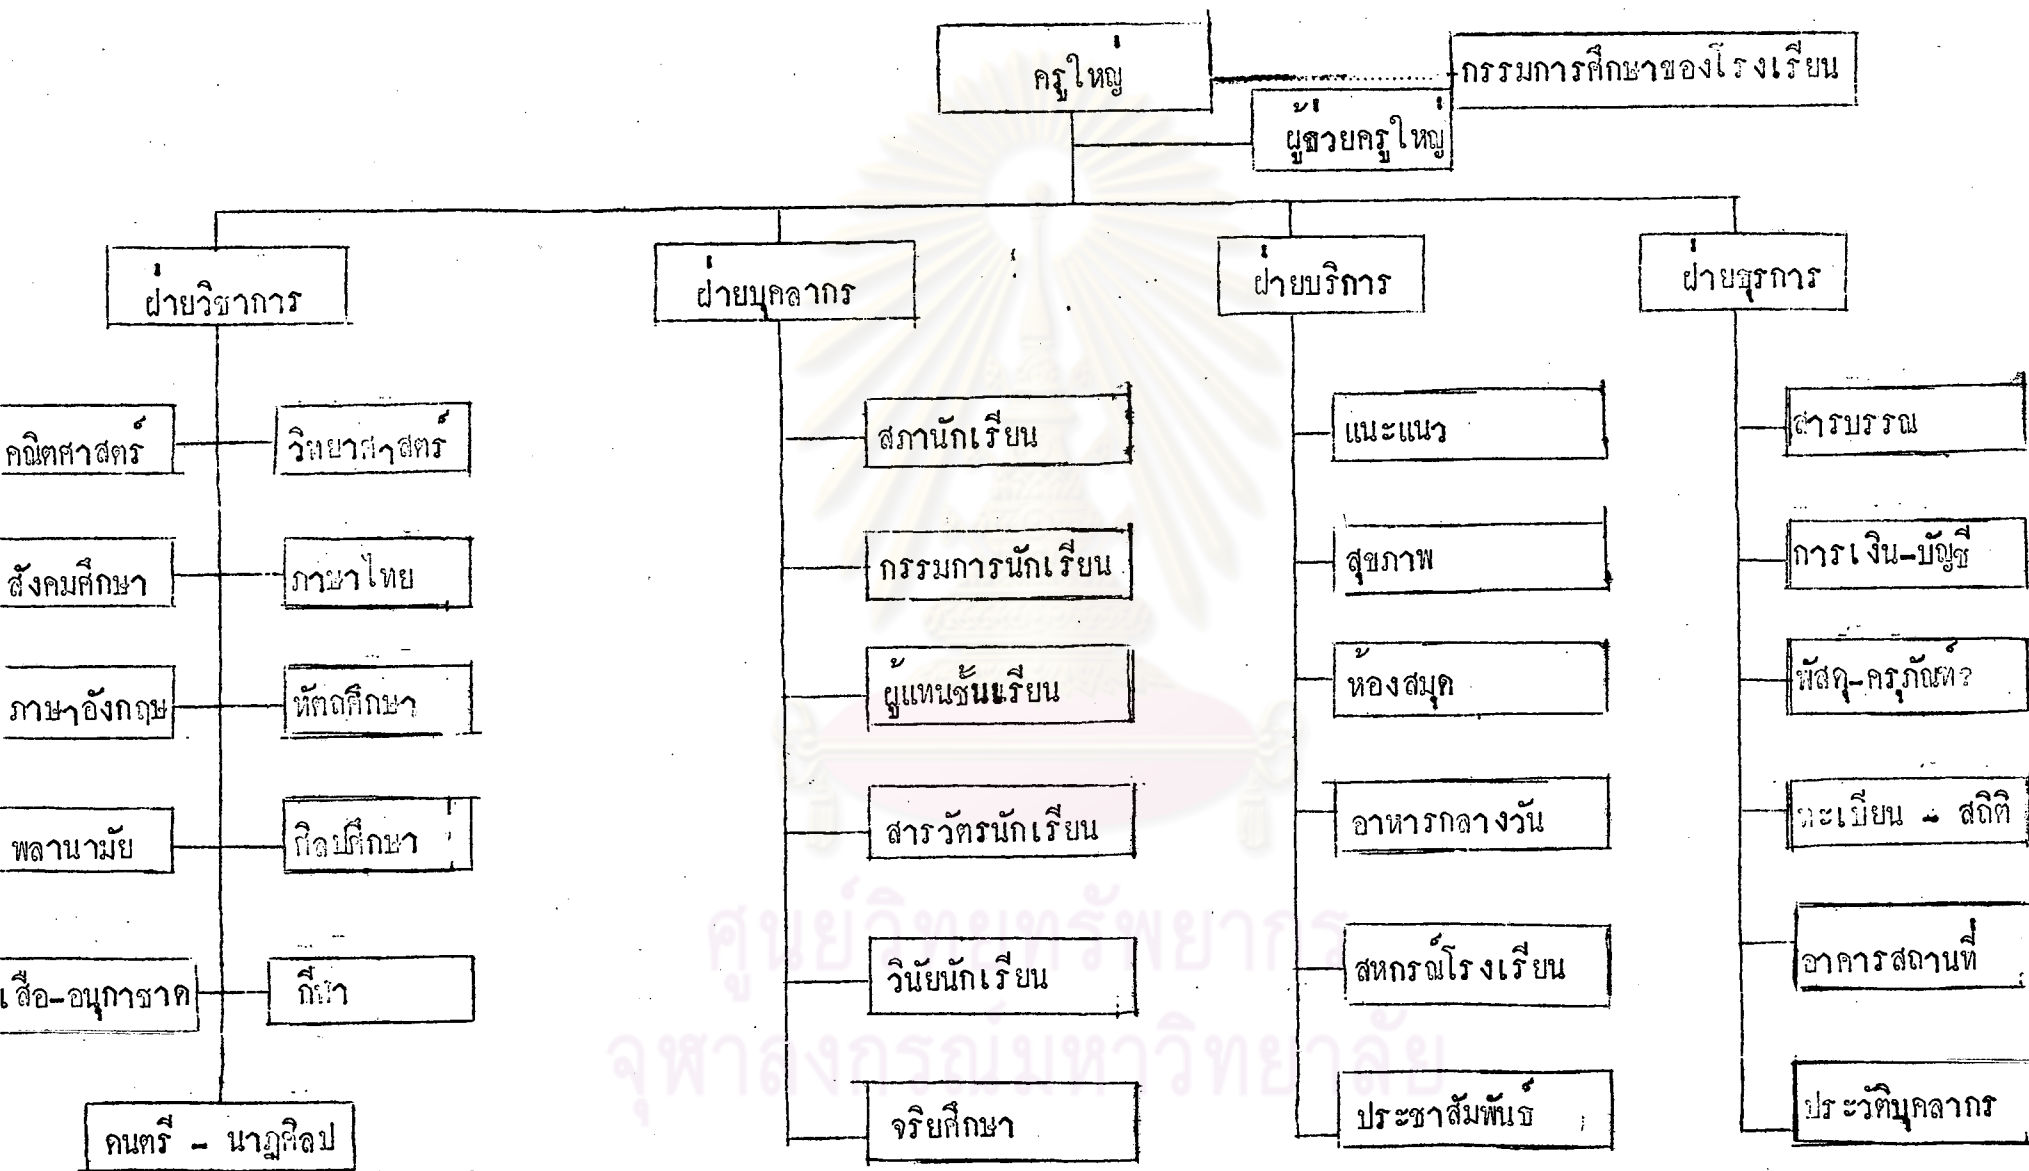 ครูใหญ่
กรรมการศึกษาของโรงเรียน
ผู้ช่วยครูใหญ่
ฝ่ายวิชาการ
ฝ่ายบุคลากร
ฝ่ายบริการ
ฝ่ายธุรการ
คณิตศาสตร์
วิทยาศาสตร์
สภานักเรียน
แนะแนว
สารบรรณ
สังคมศึกษา
ภาษาไทย
กรรมการนักเรียน
สุขภาพ
การเงิน-บัญชี
ภาษาอังกฤษ
หัตถศึกษา
ผู้แทนชั้นเรียน
ห้องสมุด
พัสดุ-ครุภัณฑ์
พลานามัย
ศิลปศึกษา
สารวัตรนักเรียน
อาหารกลางวัน
ทะเบียน - สถิติ
เสือ-อนุกาชาด
กีฬา
วินัยนักเรียน
สหกรณ์โรงเรียน
อาคารสถานที่
ดนตรี - นาฏศิลป
จริยศึกษา
ประชาสัมพันธ์
ประวัติบุคลากร
ศูนย์วิทยทรัพยากร
จุฬาลงกรณ์มหาวิทยาลัย